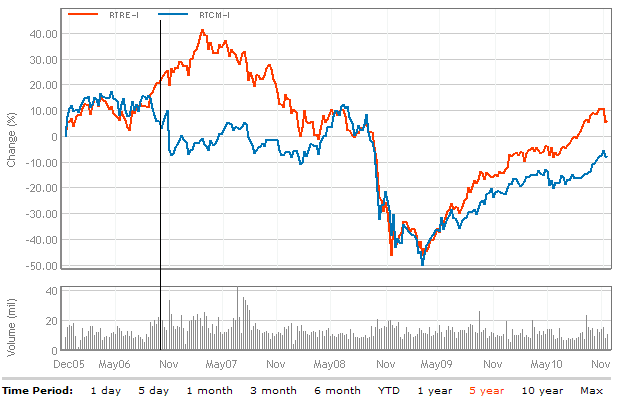 RTRE-I RTCM-I
Change (%)
40.00
30.00
20.00
10.00
0
-10.00
-20.00
-30.00
-40.00
-50.00
Volume (mil)
40
20
0
Dec05 May06 Nov May07 Nov May08 Nov May09 Nov May10 Nov
Time Period: 1 day 5 day 1 month 3 month 6 month YTD 1 year 5 year 10 year Max